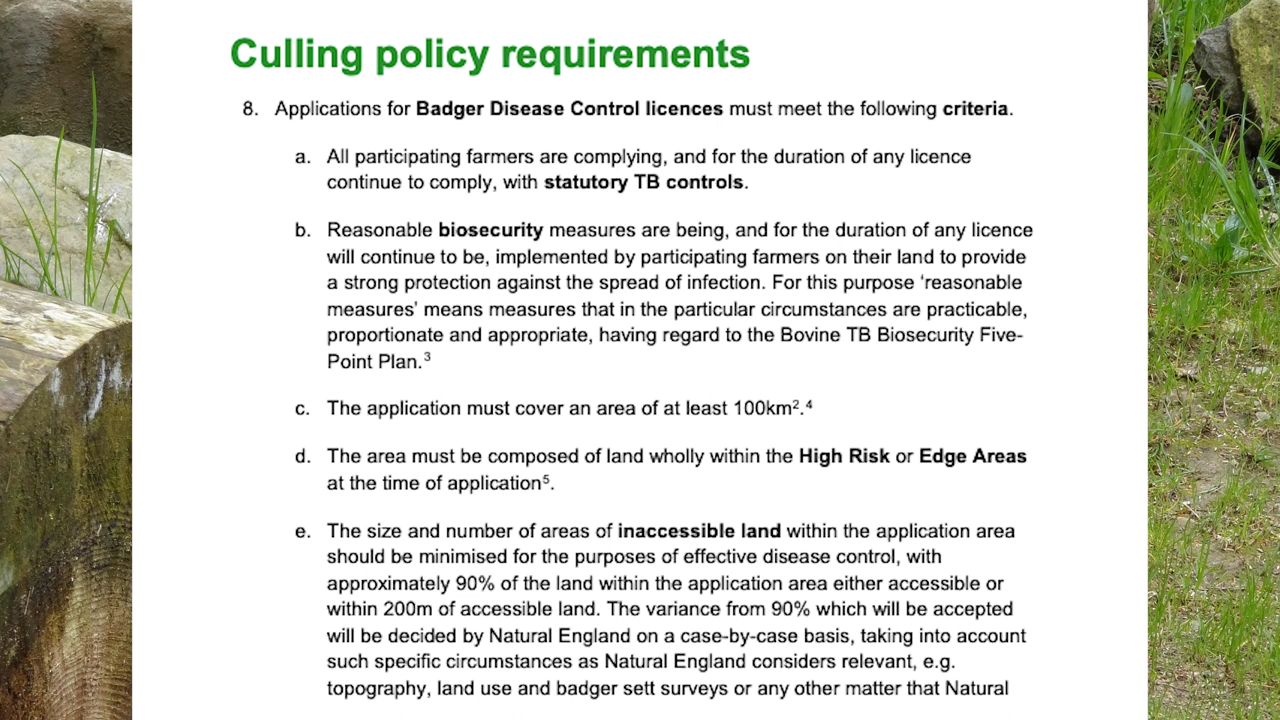 Culling policy requirements
8. Applications for Badger Disease Control licences must meet the following criteria.
a. All participating farmers are complying, and for the duration of any licence
continue to comply, with statutory TB controls.
b. Reasonable biosecurity measures are being, and for the duration of any licence
will continue to be, implemented by participating farmers on their land to provide
a strong protection against the spread of infection. For this purpose ‘reasonable
measures’ means measures that in the particular circumstances are practicable,
proportionate and appropriate, having regard to the Bovine TB Biosecurity Five-
Point Plan.³
c. The application must cover an area of at least 100km².⁴
d. The area must be composed of land wholly within the High Risk or Edge Areas
at the time of application⁵.
e. The size and number of areas of inaccessible land within the application area
should be minimised for the purposes of effective disease control, with
approximately 90% of the land within the application area either accessible or
within 200m of accessible land. The variance from 90% which will be accepted
will be decided by Natural England on a case-by-case basis, taking into account
such specific circumstances as Natural England considers relevant, e.g.
topography, land use and badger sett surveys or any other matter that Natural